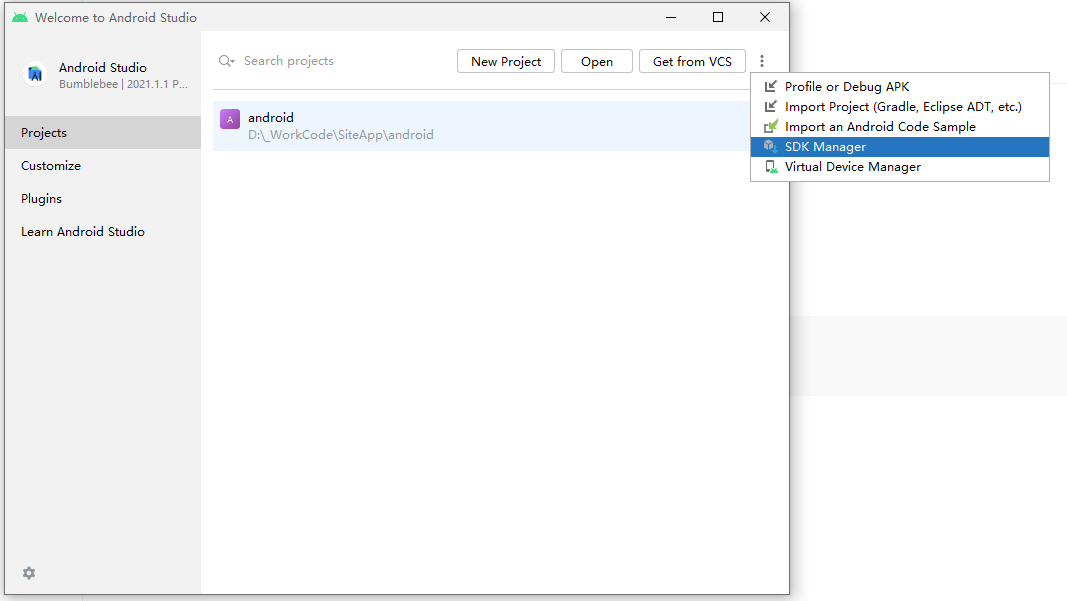 Welcome to Android Studio
Android Studio
Bumblebee | 2021.1.1 P...
Projects
Customize
Plugins
Learn Android Studio
Search projects
New Project
Open
Get from VCS
A
android
D:\_WorkCode\SiteApp\android
Profile or Debug APK
Import Project (Gradle, Eclipse ADT, etc.)
Import an Android Code Sample
SDK Manager
Virtual Device Manager